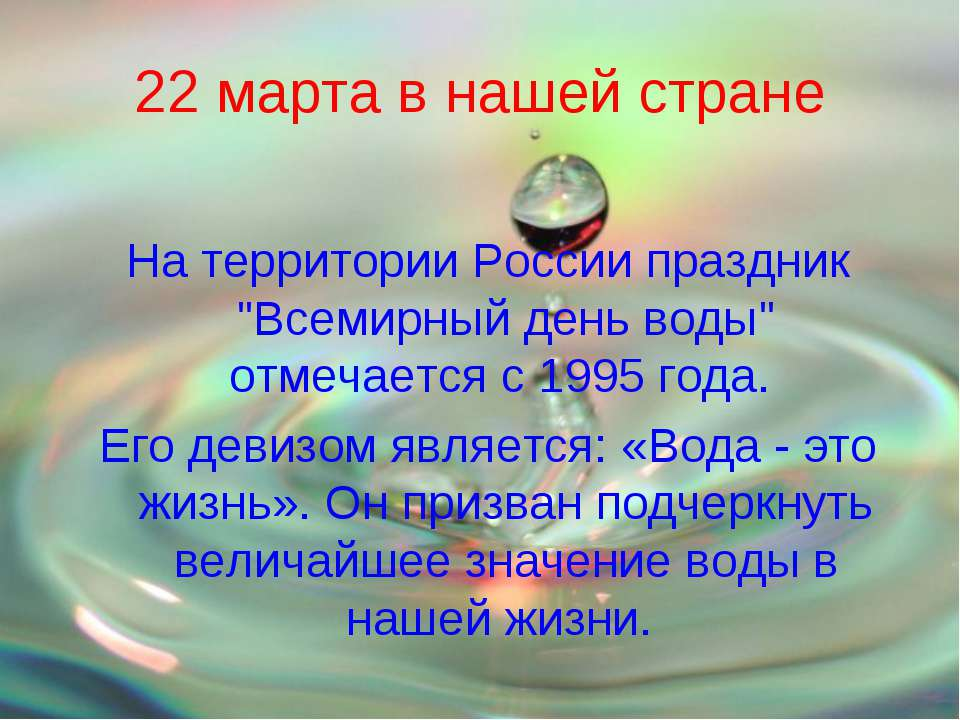 22 марта в нашей стране
На территории России праздник
"Всемирный день воды"
отмечается с 1995 года.
Его девизом является: «Вода - это
жизнь». Он призван подчеркнуть
величайшее значение воды в
нашей жизни.